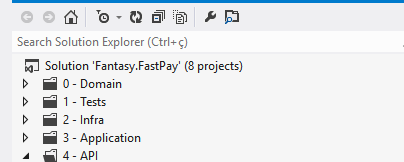 Search Solution Explorer (Ctrl+ç)
Solution 'Fantasy.FastPay' (8 projects)
0 - Domain
1 - Tests
2 - Infra
3 - Application
4 - API